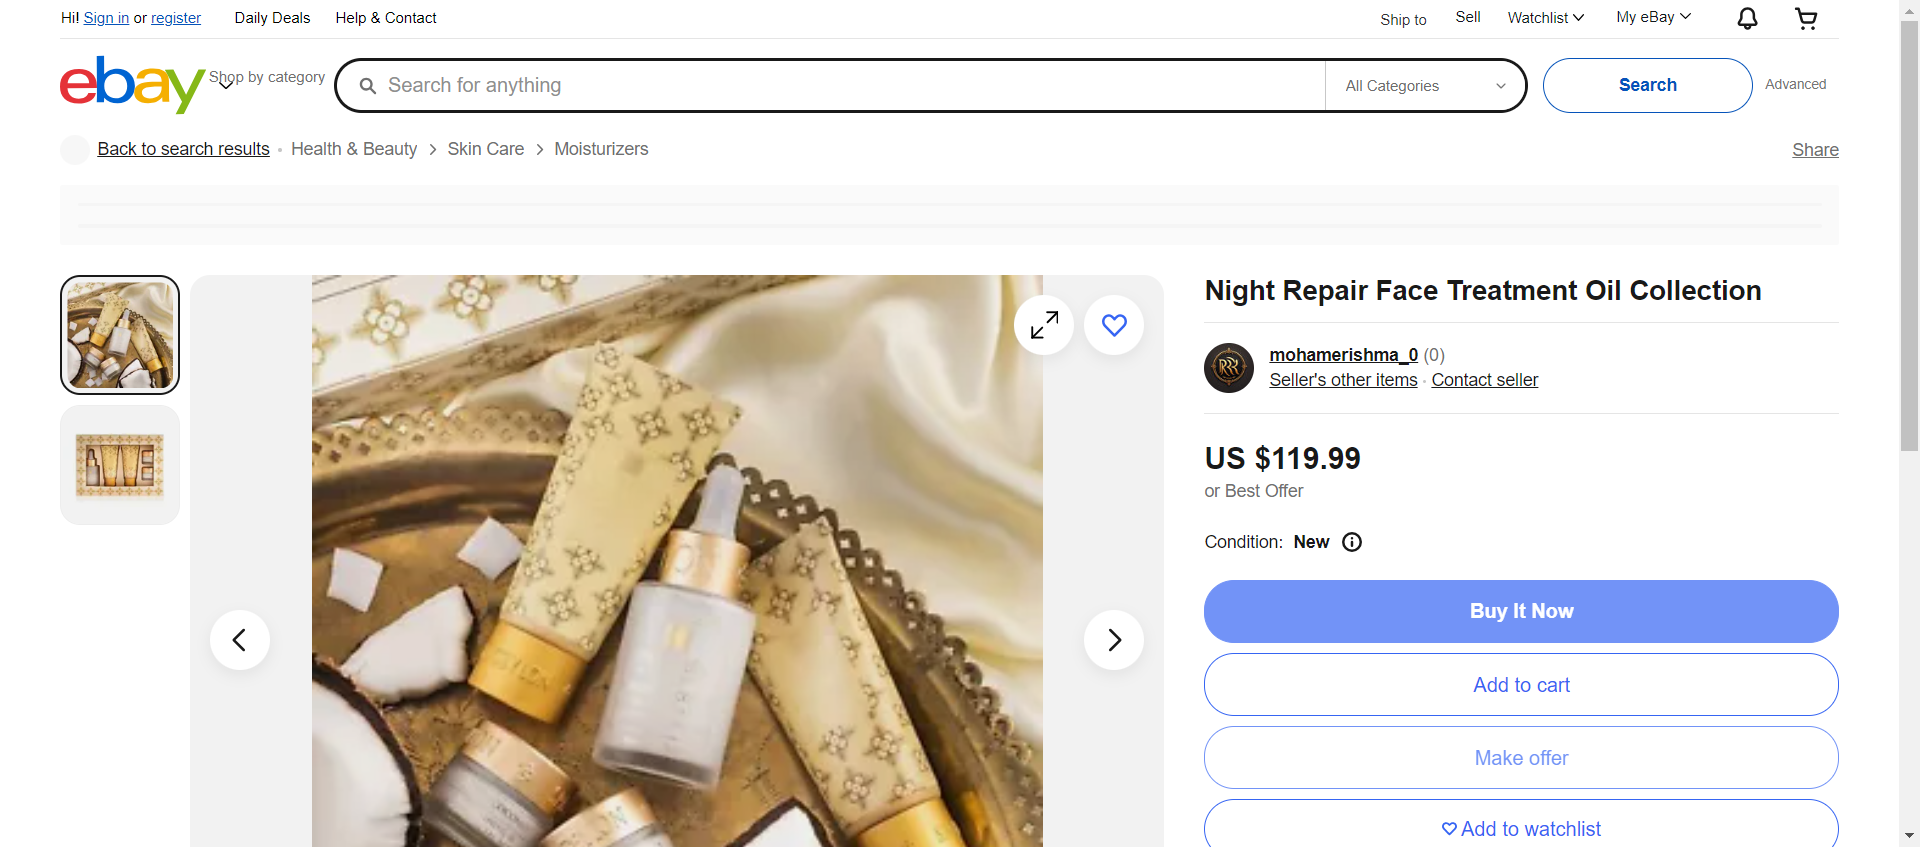 Hi! Sign in or register
Daily Deals
Help & Contact
Ship to
Sell
Watchlist
My eBay
ebay
Shop by category
Search for anything
All Categories
Search
Advanced
Back to search results
Health & Beauty
Skin Care
Moisturizers
Share
Night Repair Face Treatment Oil Collection
mohamerishma_0 (0)
Seller's other items · Contact seller
US $119.99
or Best Offer
Condition: New
Buy It Now
Add to cart
Make offer
Add to watchlist